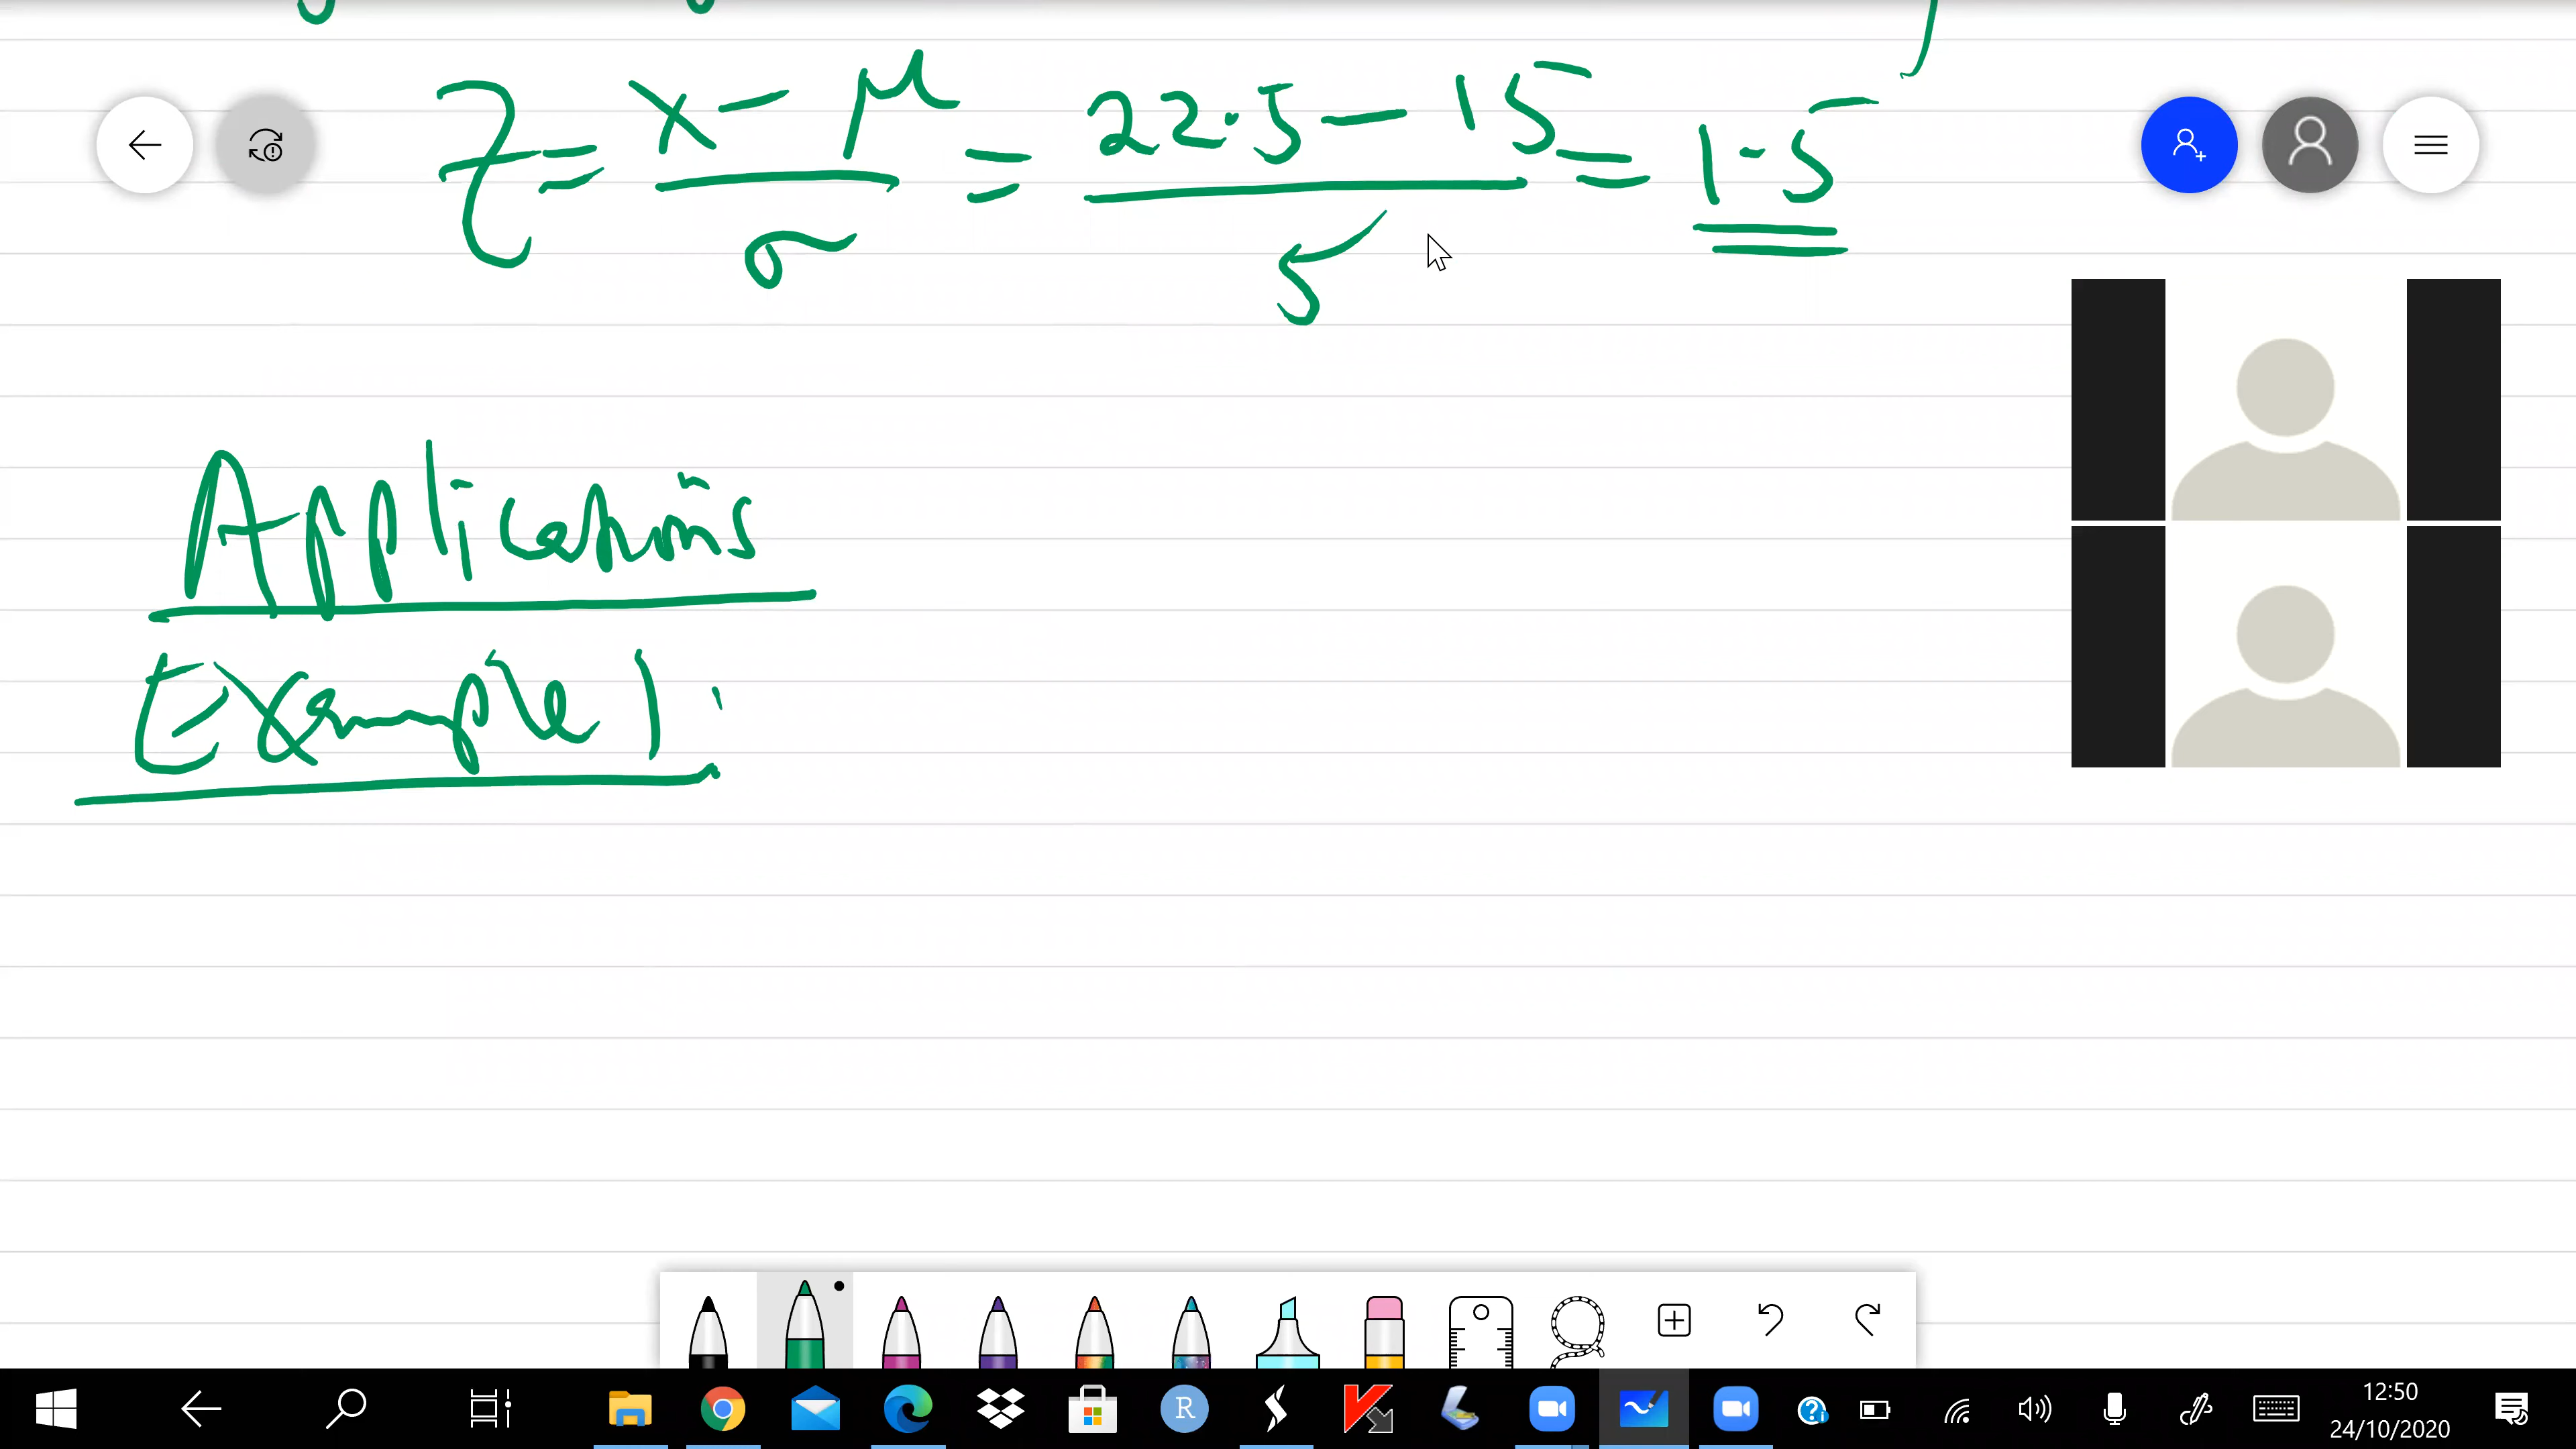 Z = x - μ / σ = 22.5 - 15 / 5 = 1.5
Applications
Example 1:
R
12:50
24/10/2020